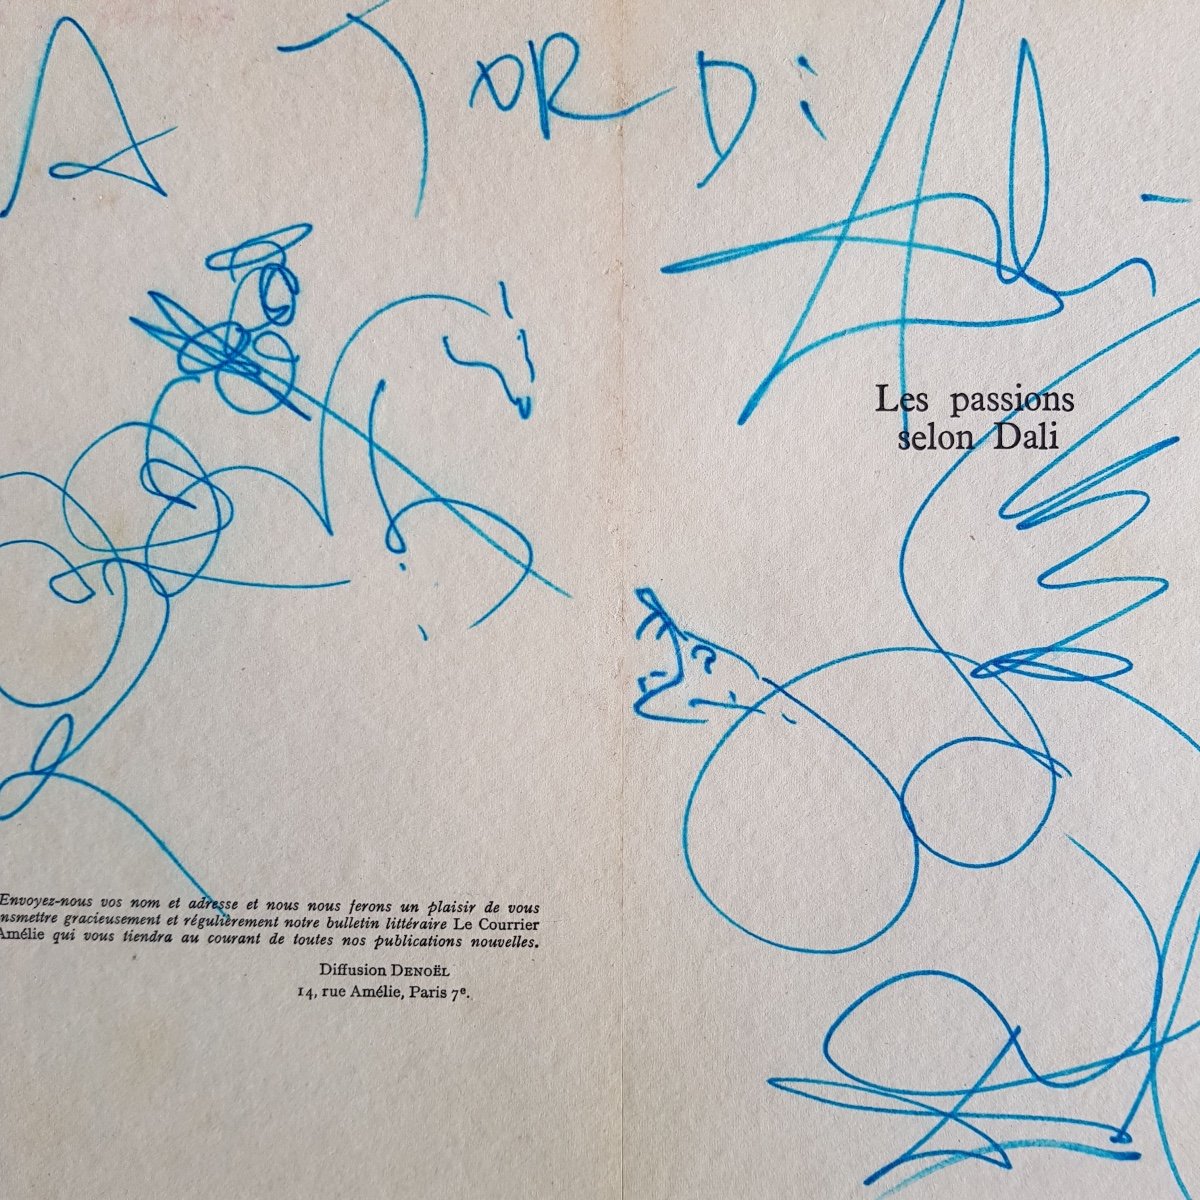 A JORDi
Les passions
selon Dali
Envoyez-nous vos nom et adresse et nous nous ferons un plaisir de vous
nsmettre gracieusement et régulièrement notre bulletin littéraire Le Courrier
Amélie qui vous tiendra au courant de toutes nos publications nouvelles.
Diffusion DENOËL
14, rue Amélie, Paris 7e.